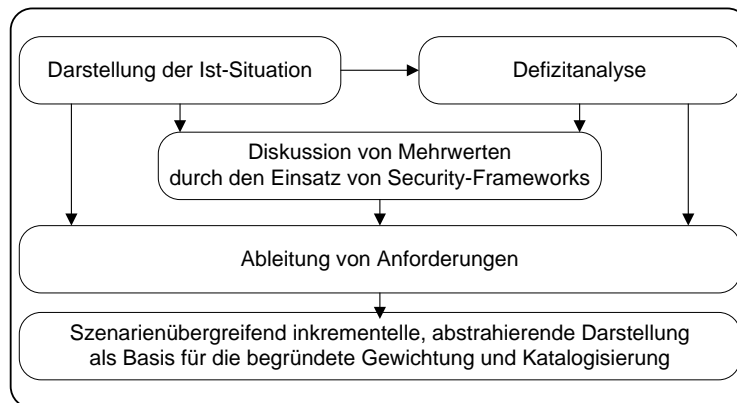 Darstellung der Ist-Situation
Defizitanalyse
Diskussion von Mehrwerten
durch den Einsatz von Security-Frameworks
Ableitung von Anforderungen
Szenarienübergreifend inkrementelle, abstrahierende Darstellung
als Basis für die begründete Gewichtung und Katalogisierung